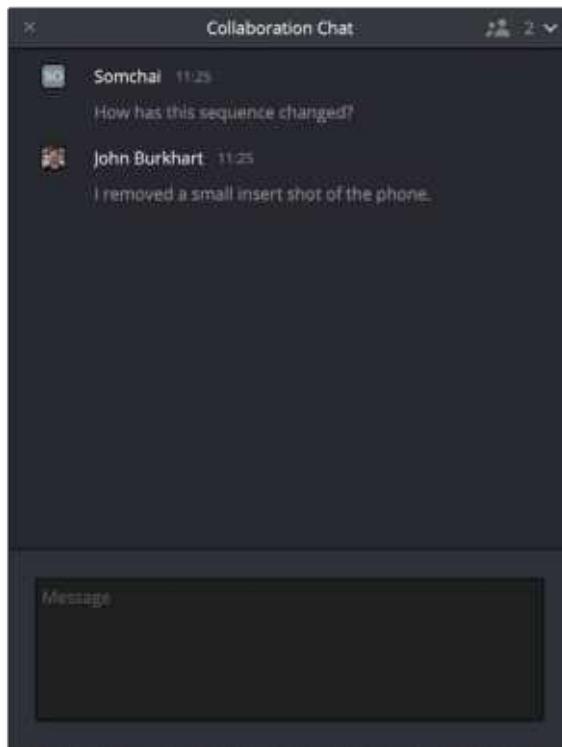 × Collaboration Chat 2
SO Somchai 11:25
How has this sequence changed?
John Burkhart 11:25
I removed a small insert shot of the phone.
Message